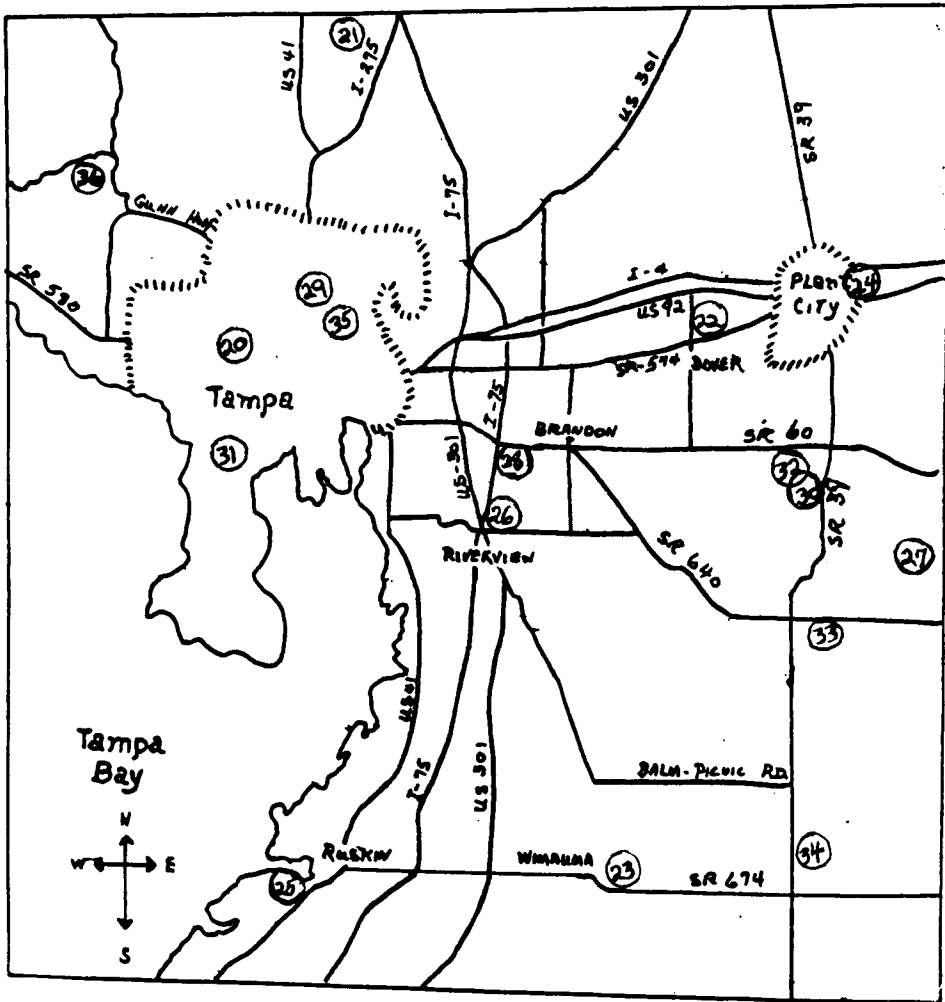 21
US 41
I-275
US 301
SR 39
36
GUNN HWY
I-75
SR 580
29
35
20
Tampa
I-4
US 92
22
PLANT
CITY
24
SR-574
DOVER
31
US-301
I-75
BRANDON
SR 60
28
26
RIVERVIEW
SR 640
SR 39
27
33
US 41
Tampa
Bay
I-75
US 301
BALM-PICNIC RD.
N
W
E
S
RUSKIN
WIMAUMA
25
23
34
SR 674